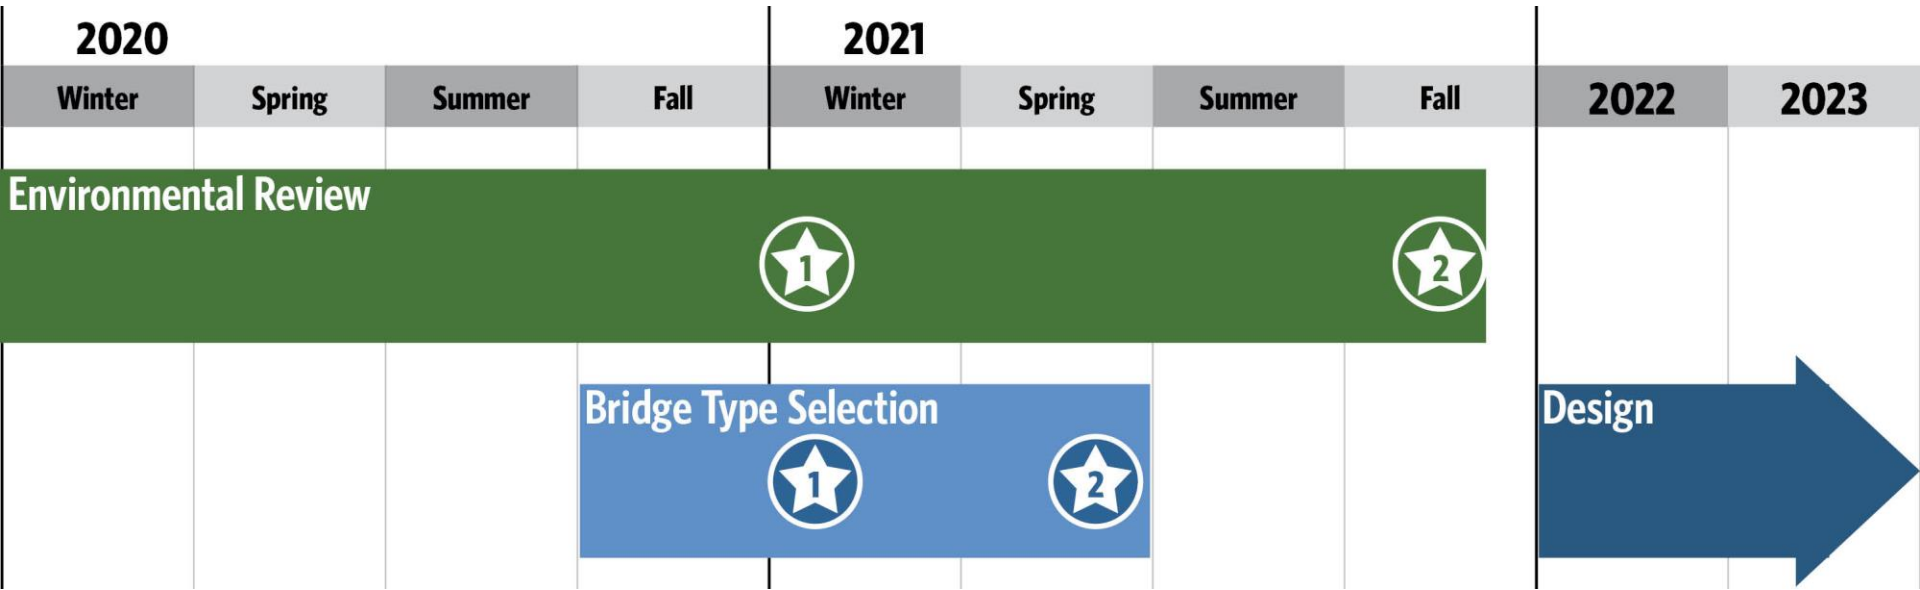 2020 2021
Winter Spring Summer Fall Winter Spring Summer Fall 2022 2023
Environmental Review
1 2
Bridge Type Selection Design
1 2